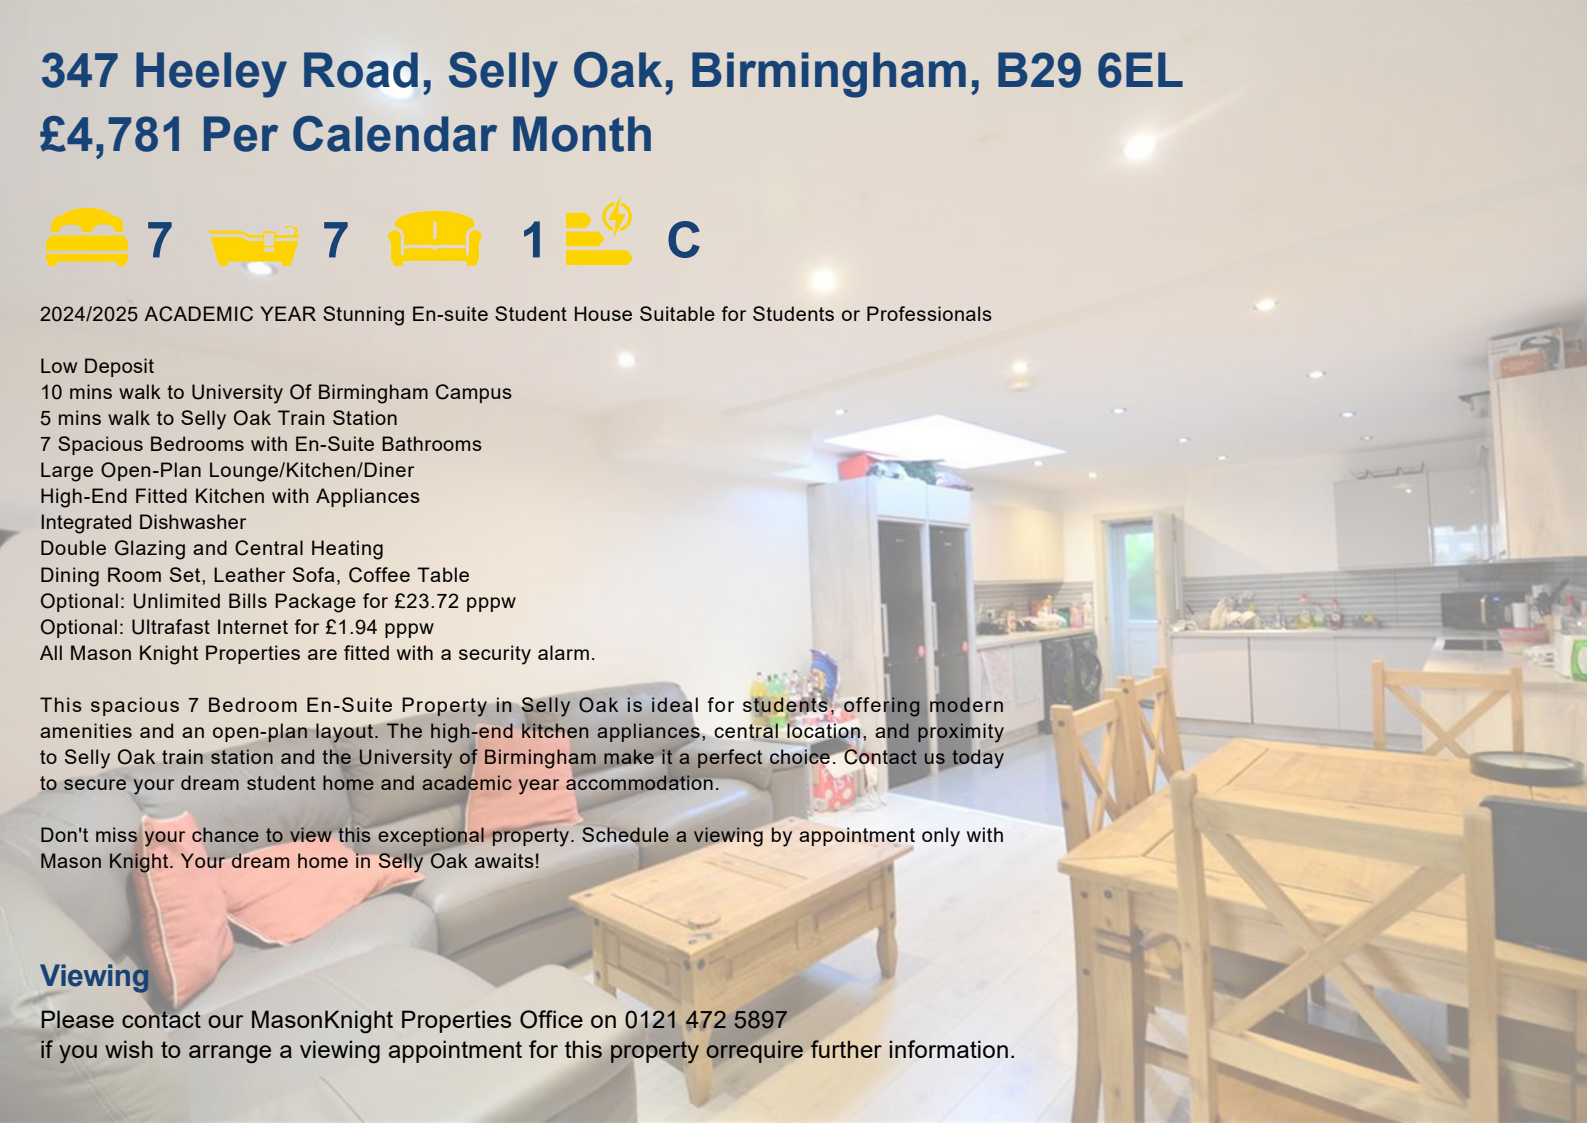 347 Heeley Road, Selly Oak, Birmingham, B29 6EL
£4,781 Per Calendar Month
7 7 1 C
2024/2025 ACADEMIC YEAR Stunning En-suite Student House Suitable for Students or Professionals
Low Deposit
10 mins walk to University Of Birmingham Campus
5 mins walk to Selly Oak Train Station
7 Spacious Bedrooms with En-Suite Bathrooms
Large Open-Plan Lounge/Kitchen/Diner
High-End Fitted Kitchen with Appliances
Integrated Dishwasher
Double Glazing and Central Heating
Dining Room Set, Leather Sofa, Coffee Table
Optional: Unlimited Bills Package for £23.72 pppw
Optional: Ultrafast Internet for £1.94 pppw
All Mason Knight Properties are fitted with a security alarm.
This spacious 7 Bedroom En-Suite Property in Selly Oak is ideal for students, offering modern
amenities and an open-plan layout. The high-end kitchen appliances, central location, and proximity
to Selly Oak train station and the University of Birmingham make it a perfect choice. Contact us today
to secure your dream student home and academic year accommodation.
Don't miss your chance to view this exceptional property. Schedule a viewing by appointment only with
Mason Knight. Your dream home in Selly Oak awaits!
Viewing
Please contact our MasonKnight Properties Office on 0121 472 5897
if you wish to arrange a viewing appointment for this property orrequire further information.